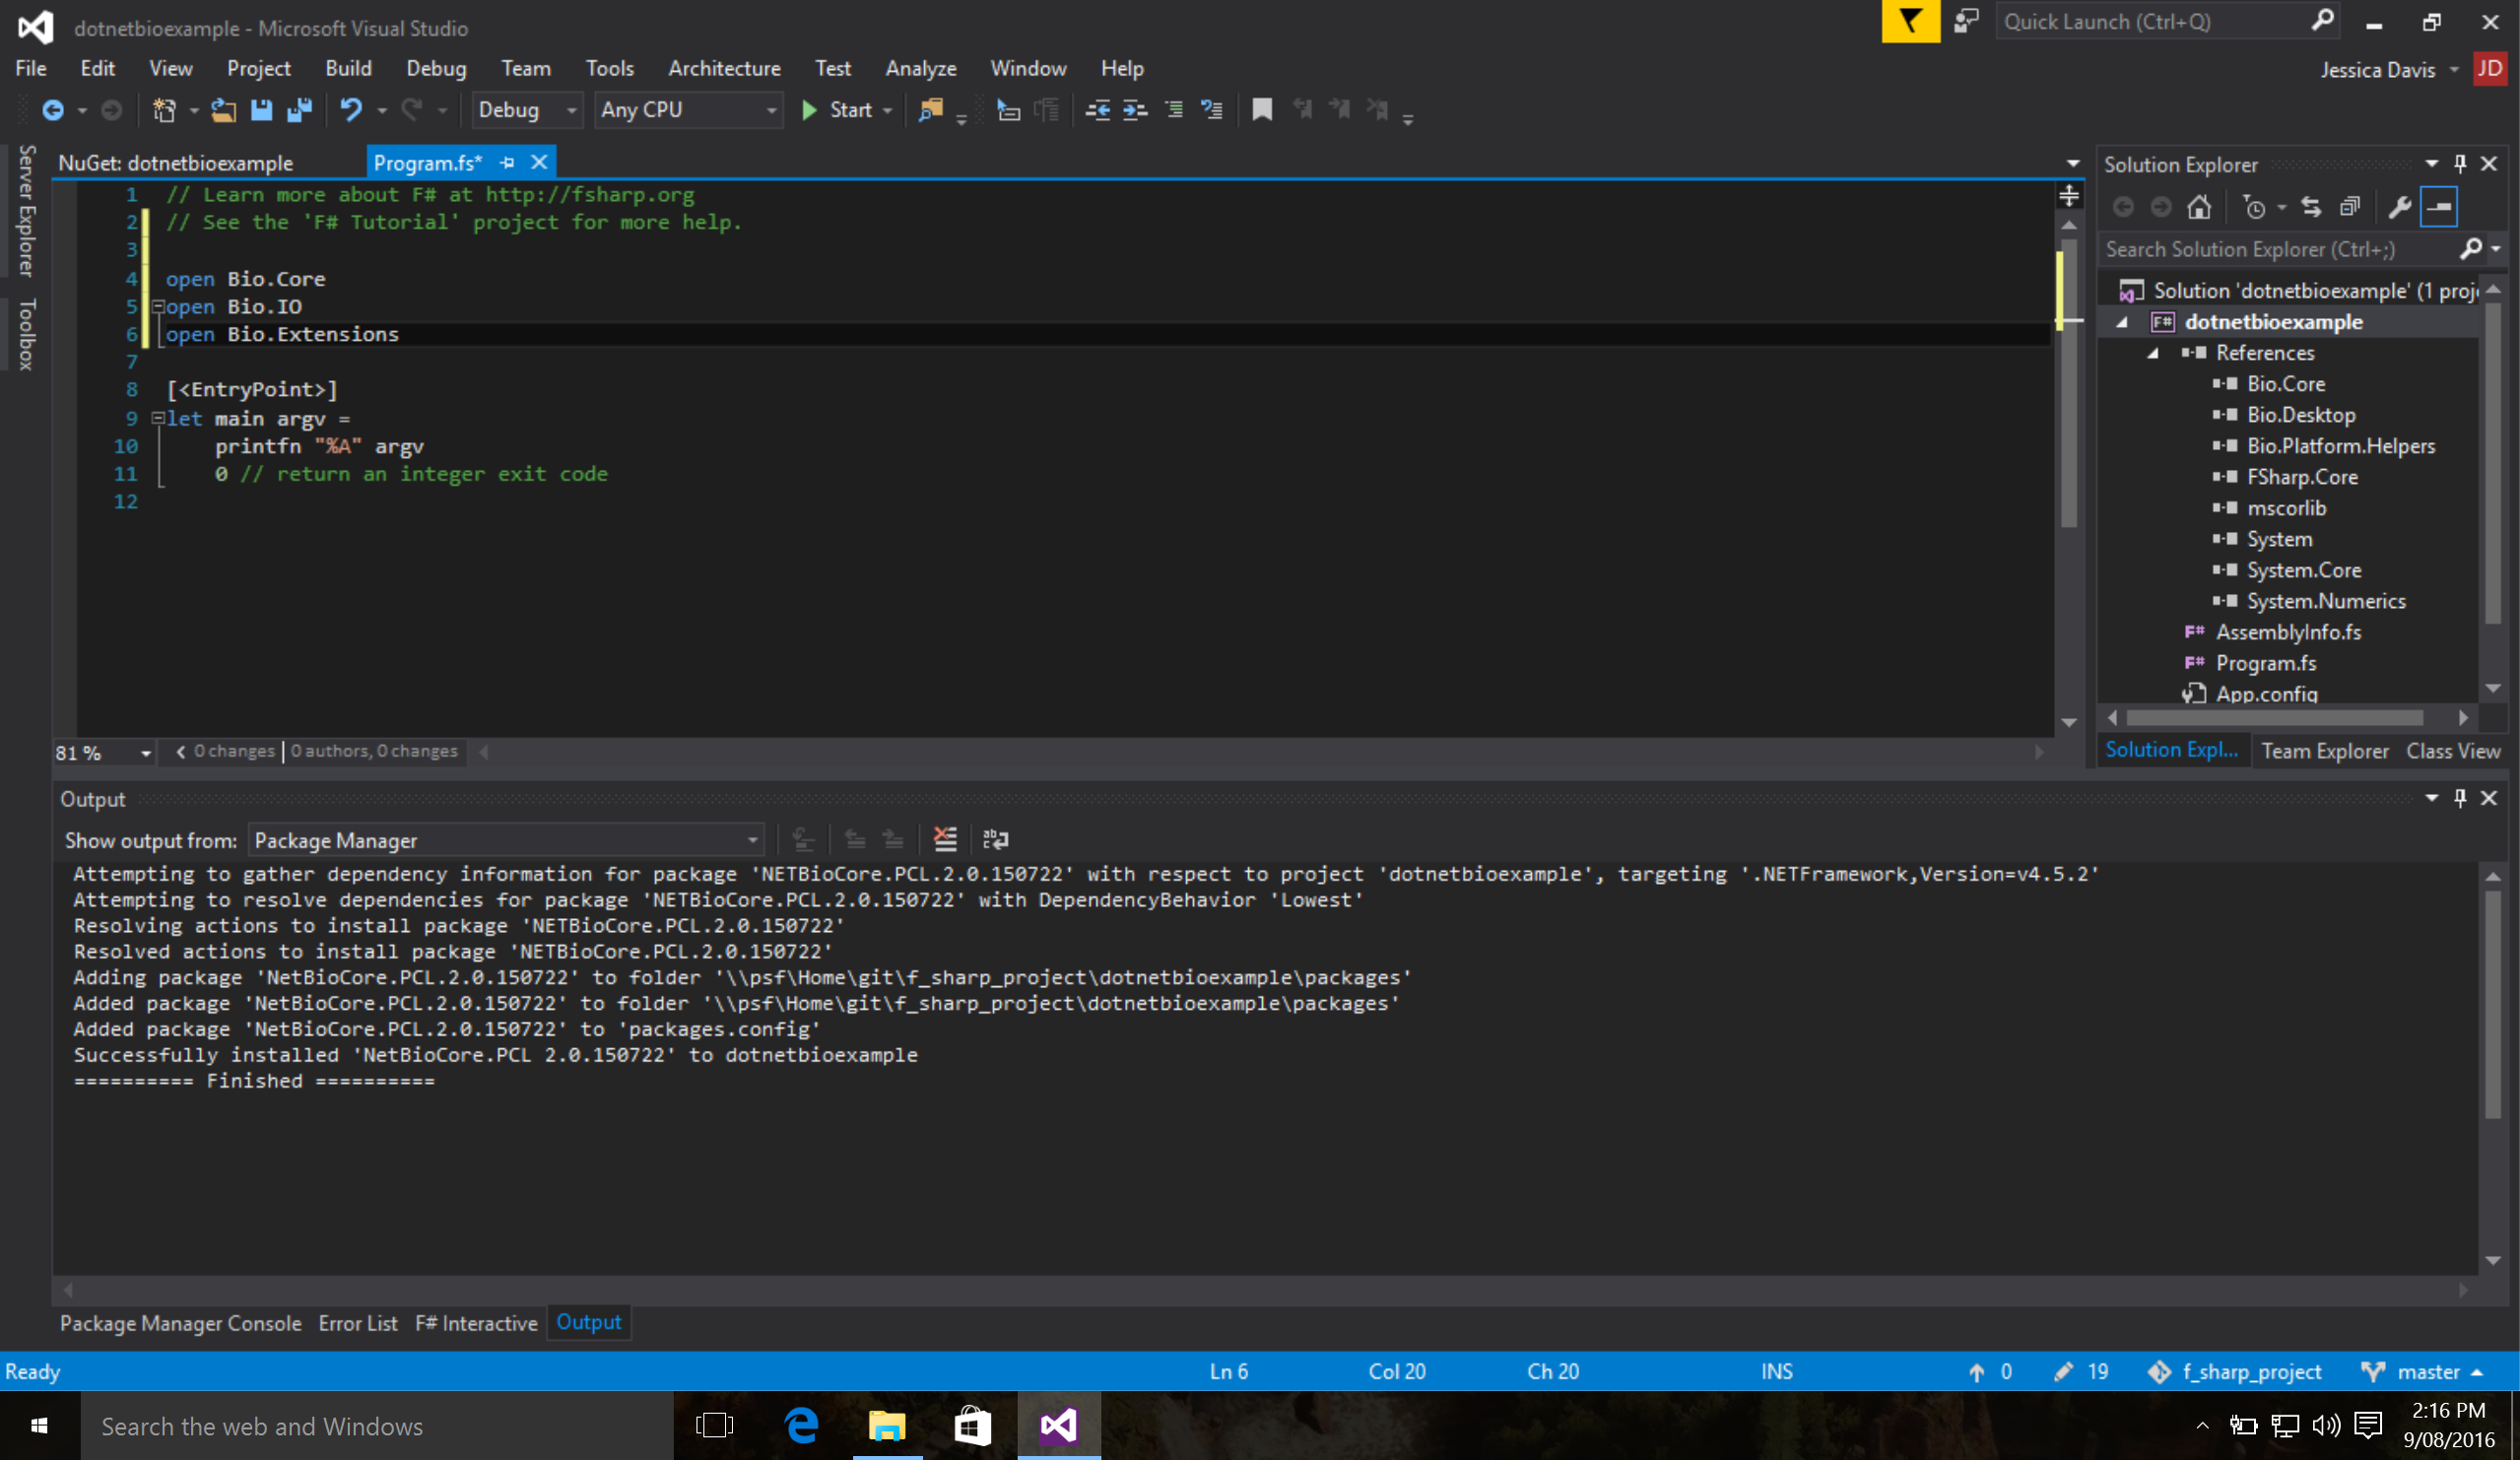 dotnetbioexample - Microsoft Visual Studio
Quick Launch (Ctrl+Q)
File Edit View Project Build Debug Team Tools Architecture Test Analyze Window Help
Jessica Davis JD
Debug Any CPU Start
Server Explorer
Toolbox
NuGet: dotnetbioexample Program.fs*
1 // Learn more about F# at http://fsharp.org
2 // See the 'F# Tutorial' project for more help.
3
4 open Bio.Core
5 open Bio.IO
6 open Bio.Extensions
7
8 [<EntryPoint>]
9 let main argv =
10 printfn "%A" argv
11 0 // return an integer exit code
12
81 % 0 changes 0 authors, 0 changes
Solution Explorer
Search Solution Explorer (Ctrl+;)
Solution 'dotnetbioexample' (1 proj
F# dotnetbioexample
References
Bio.Core
Bio.Desktop
Bio.Platform.Helpers
FSharp.Core
mscorlib
System
System.Core
System.Numerics
F# AssemblyInfo.fs
F# Program.fs
App.config
Solution Expl... Team Explorer Class View
Output
Show output from: Package Manager
Attempting to gather dependency information for package 'NETBioCore.PCL.2.0.150722' with respect to project 'dotnetbioexample', targeting '.NETFramework,Version=v4.5.2'
Attempting to resolve dependencies for package 'NETBioCore.PCL.2.0.150722' with DependencyBehavior 'Lowest'
Resolving actions to install package 'NETBioCore.PCL.2.0.150722'
Resolved actions to install package 'NETBioCore.PCL.2.0.150722'
Adding package 'NetBioCore.PCL.2.0.150722' to folder '\\psf\Home\git\f_sharp_project\dotnetbioexample\packages'
Added package 'NetBioCore.PCL.2.0.150722' to folder '\\psf\Home\git\f_sharp_project\dotnetbioexample\packages'
Added package 'NetBioCore.PCL.2.0.150722' to 'packages.config'
Successfully installed 'NetBioCore.PCL 2.0.150722' to dotnetbioexample
========== Finished ==========
Package Manager Console Error List F# Interactive Output
Ready Ln 6 Col 20 Ch 20 INS 0 19 f_sharp_project master
Search the web and Windows
2:16 PM
9/08/2016